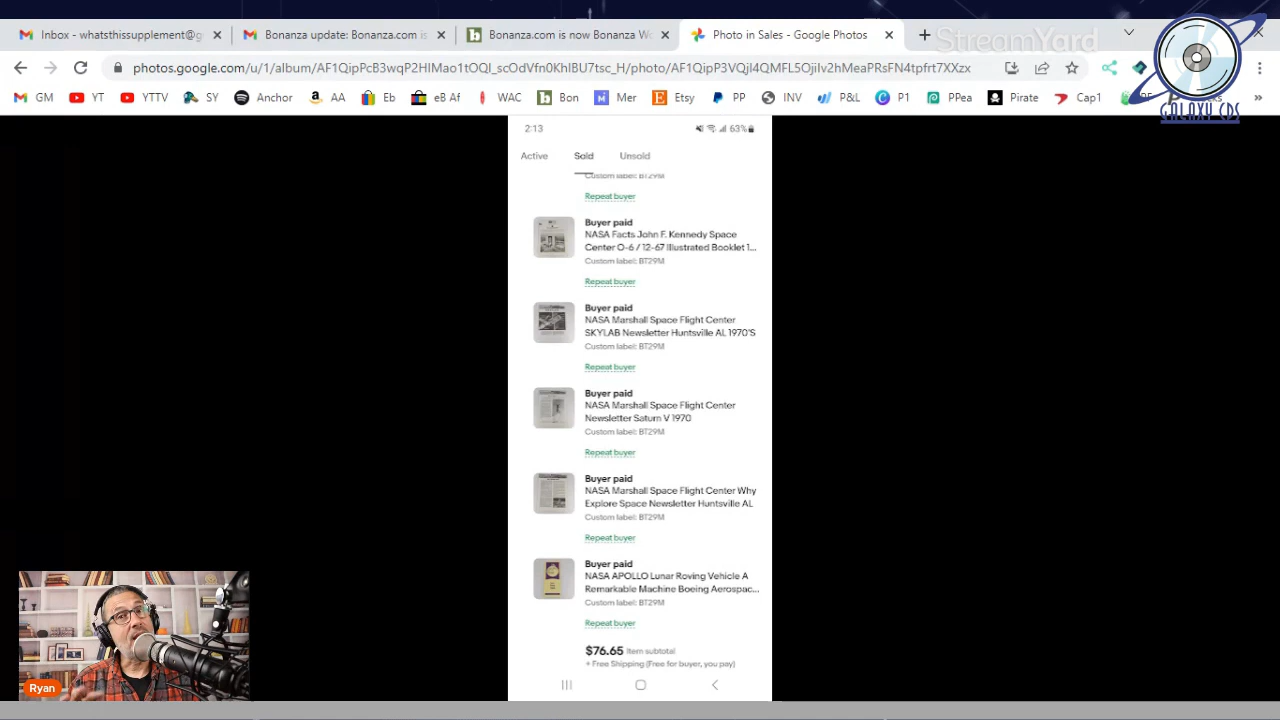 Inbox - whatsthissupplement@g
Bonanza update: Bonanza.com is
Bonanza.com is now Bonanza W
Photo in Sales - Google Photos
StreamYard
photos.google.com/u/1/album/
GM
YT
YTTV
SY
Anchor
AA
Eb
eB Af
WAC
Bon
Mer
Etsy
PP
INV
P&L
P1
PPea
Pirate
Cap1
GALAXY CDS
2:13
63%
Active
Sold
Unsold
Custom label: BT29M
Repeat buyer
Buyer paid
NASA Facts John F. Kennedy Space
Center O-6 / 12-67 Illustrated Booklet 1...
Custom label: BT29M
Repeat buyer
Buyer paid
NASA Marshall Space Flight Center
SKYLAB Newsletter Huntsville AL 1970'S
Custom label: BT29M
Repeat buyer
Buyer paid
NASA Marshall Space Flight Center
Newsletter Saturn V 1970
Custom label: BT29M
Repeat buyer
Buyer paid
NASA Marshall Space Flight Center Why
Explore Space Newsletter Huntsville AL
Custom label: BT29M
Repeat buyer
Buyer paid
NASA APOLLO Lunar Roving Vehicle A
Remarkable Machine Boeing Aerospac...
Custom label: BT29M
Repeat buyer
$76.65 Item subtotal
+ Free Shipping (Free for buyer, you pay)
Ryan